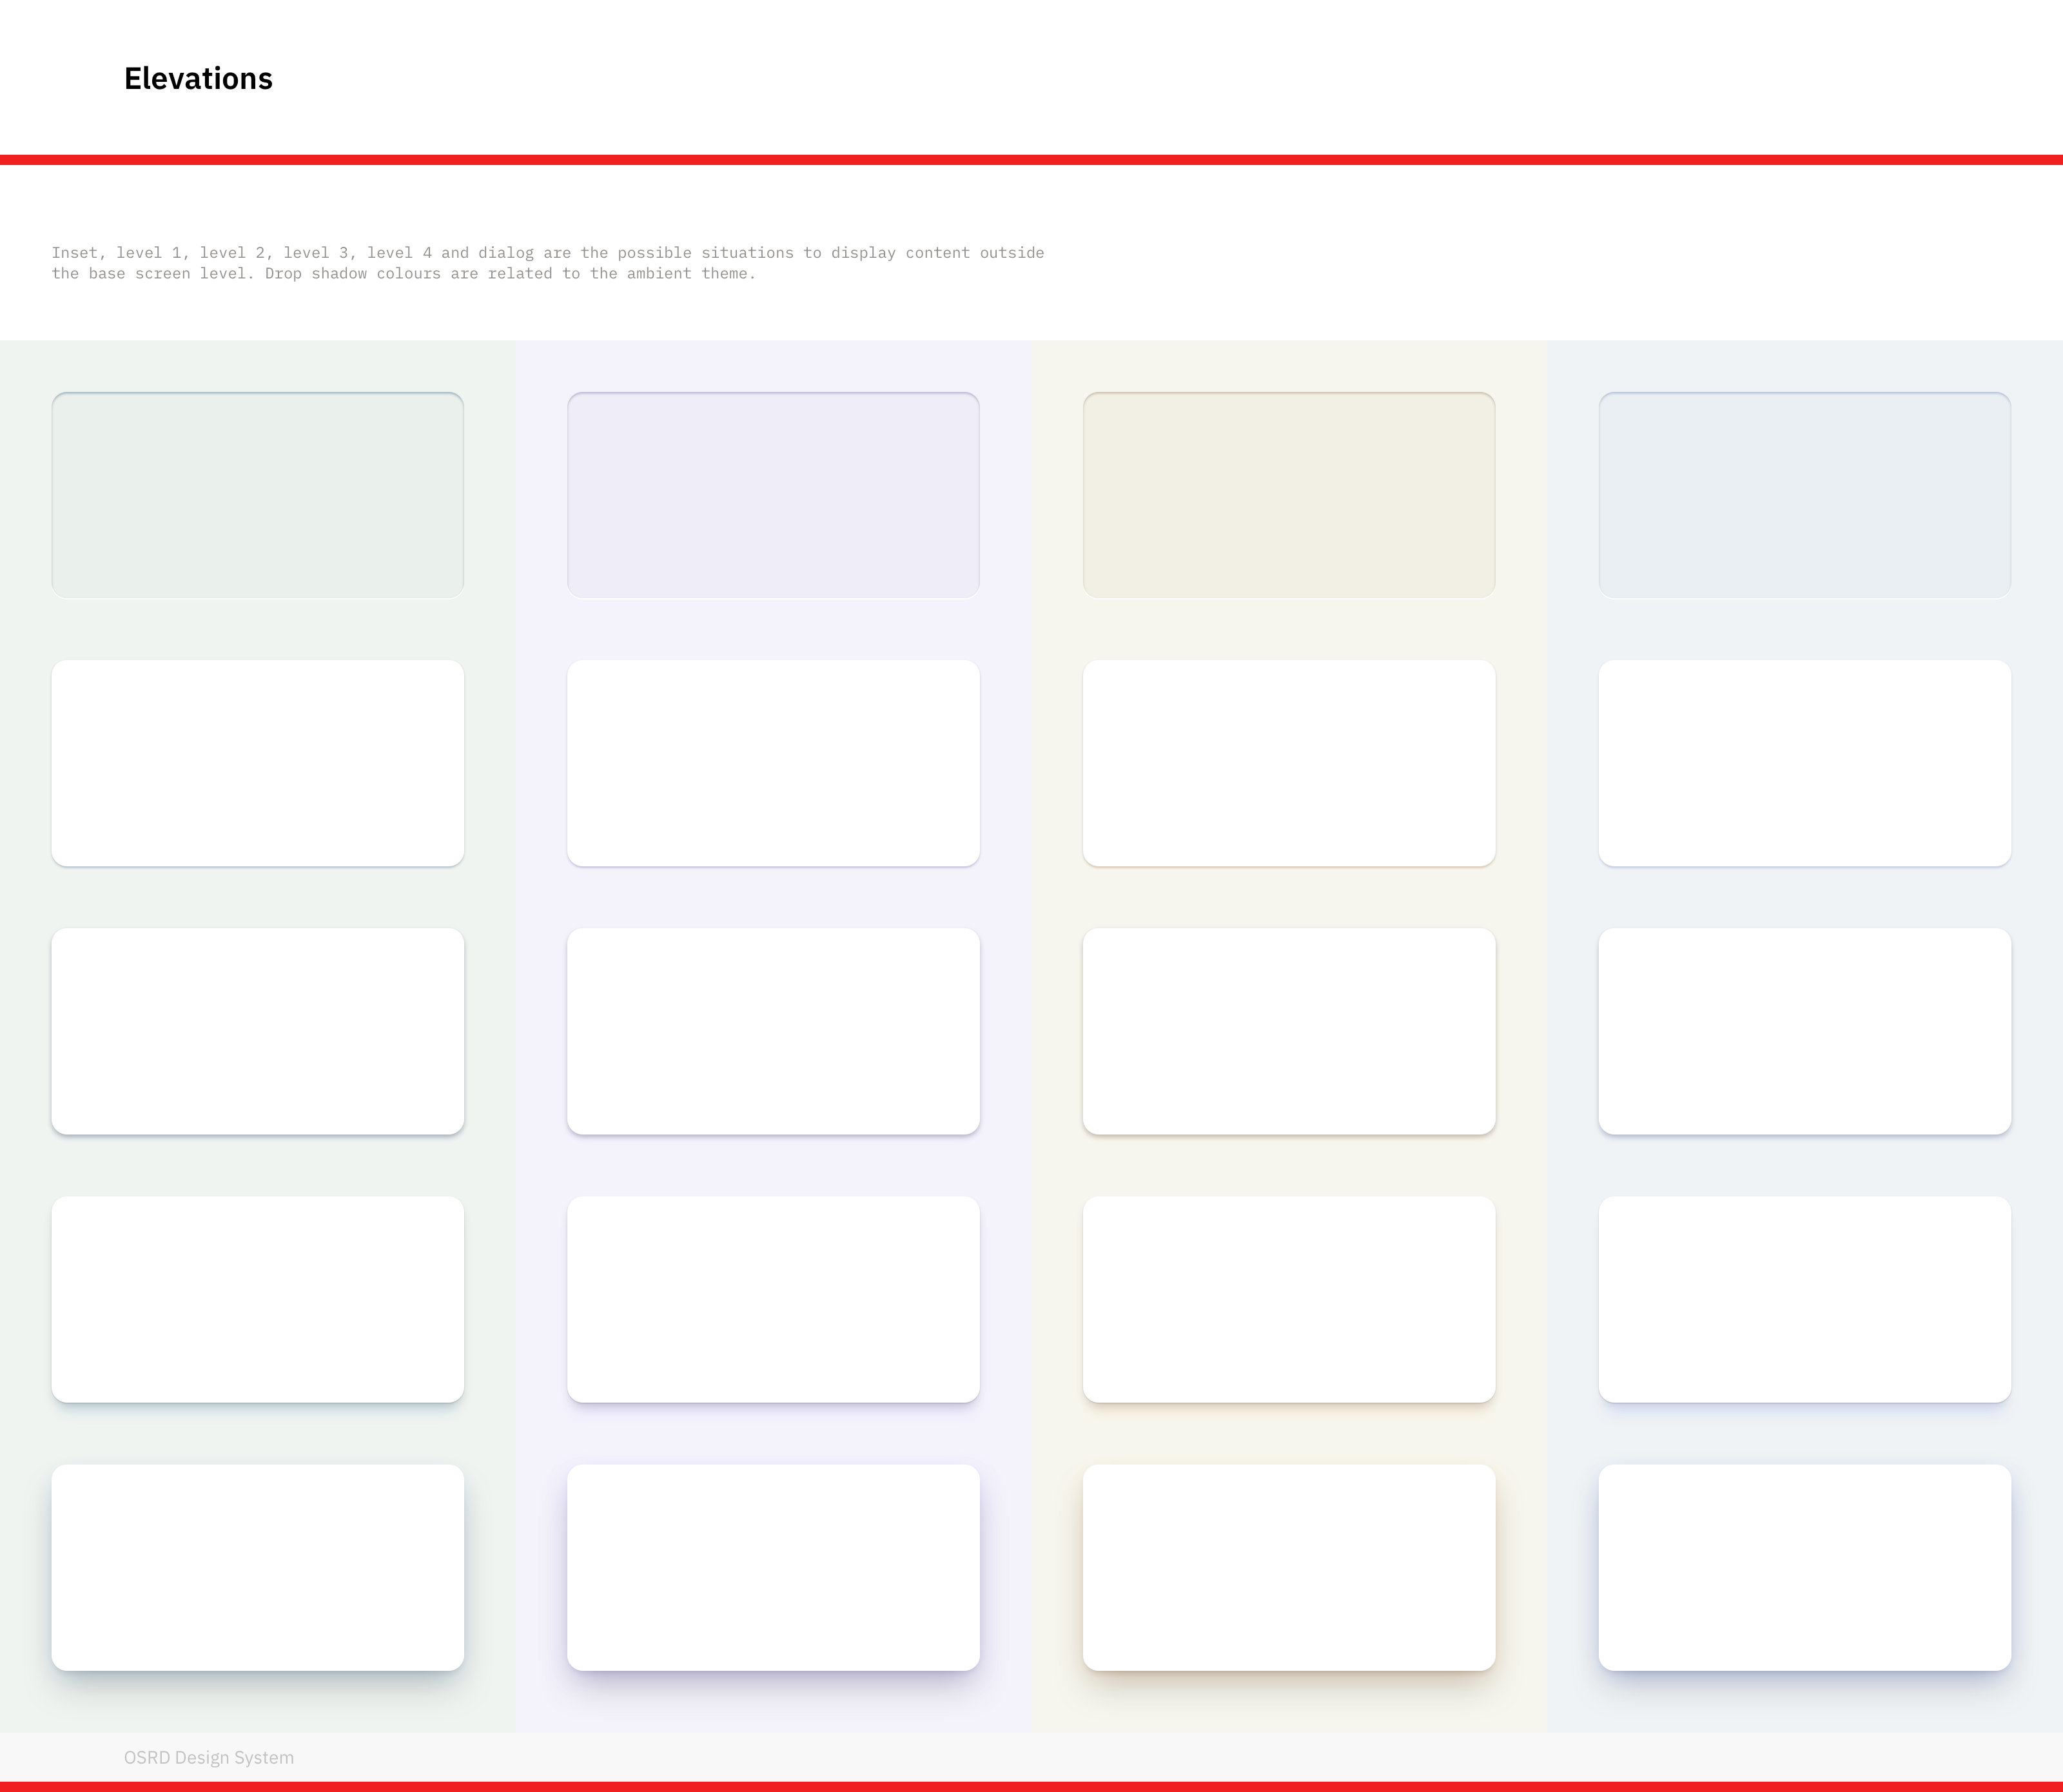 Elevations
Inset, level 1, level 2, level 3, level 4 and dialog are the possible situations to display content outside
the base screen level. Drop shadow colours are related to the ambient theme.
OSRD Design System